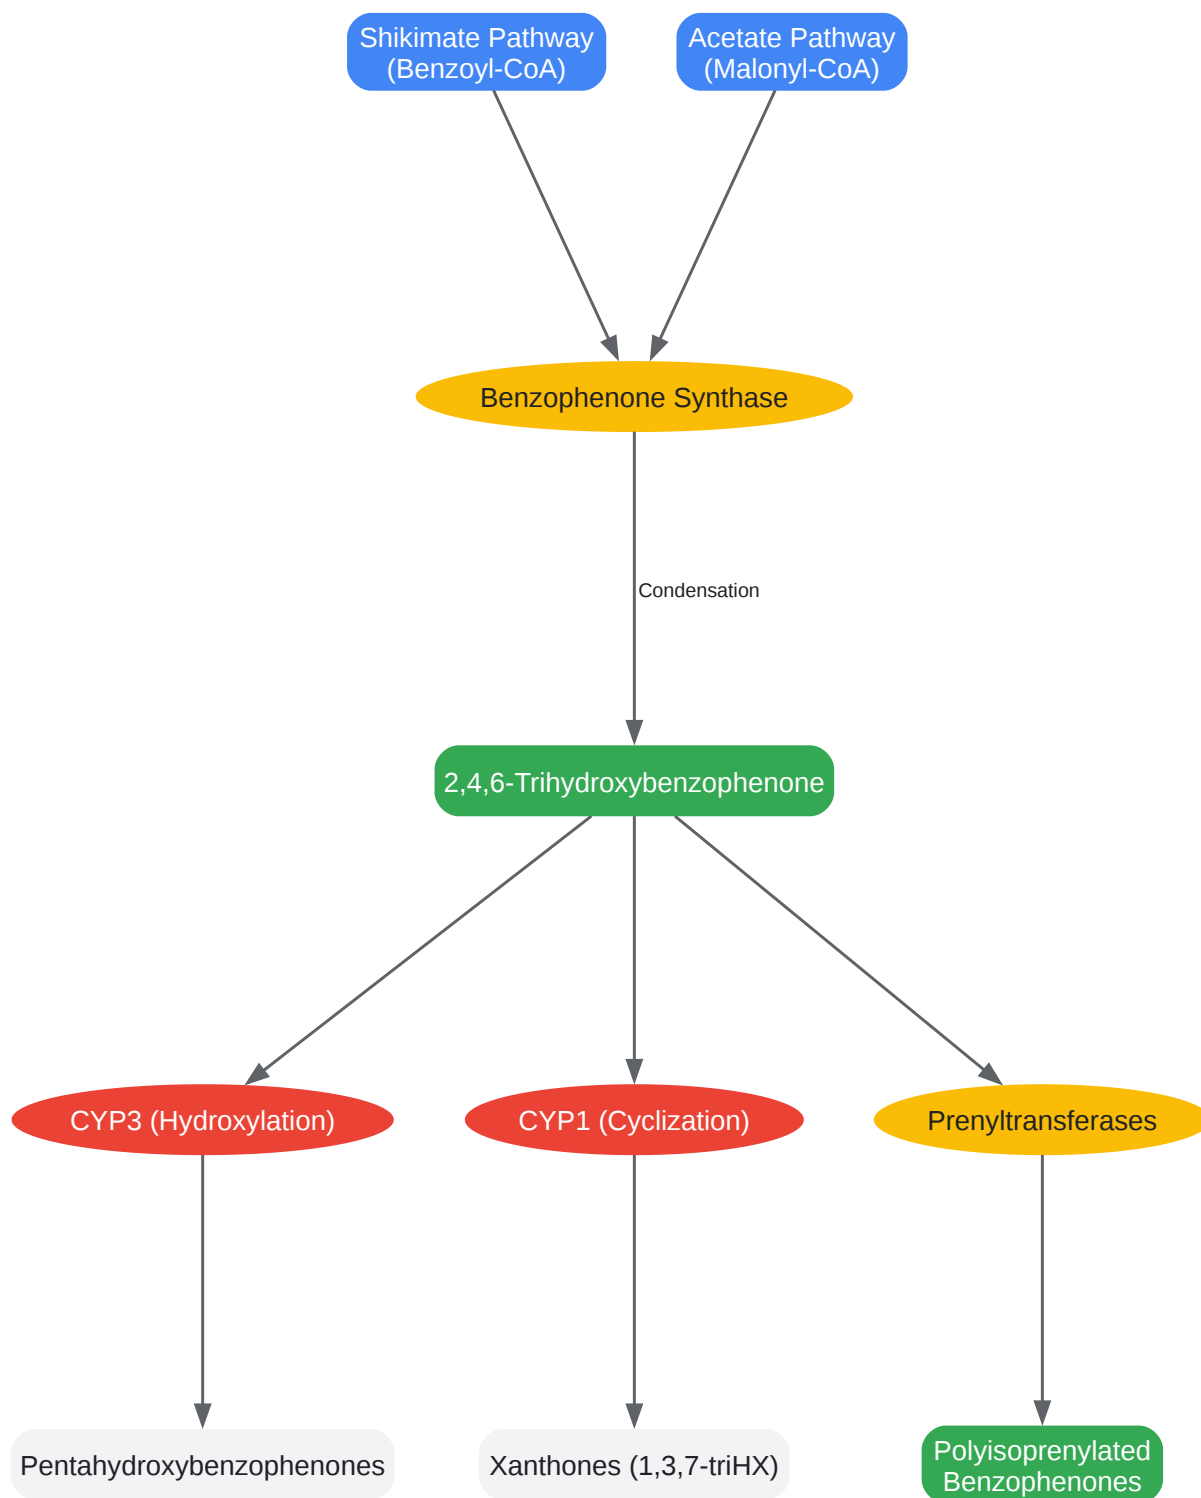 Shikimate Pathway
(Benzoyl-CoA)
Acetate Pathway
(Malonyl-CoA)
Benzophenone Synthase
Condensation
2,4,6-Trihydroxybenzophenone
CYP3 (Hydroxylation)
CYP1 (Cyclization)
Prenyltransferases
Pentahydroxybenzophenones
Xanthones (1,3,7-triHX)
Polyisoprenylated
Benzophenones